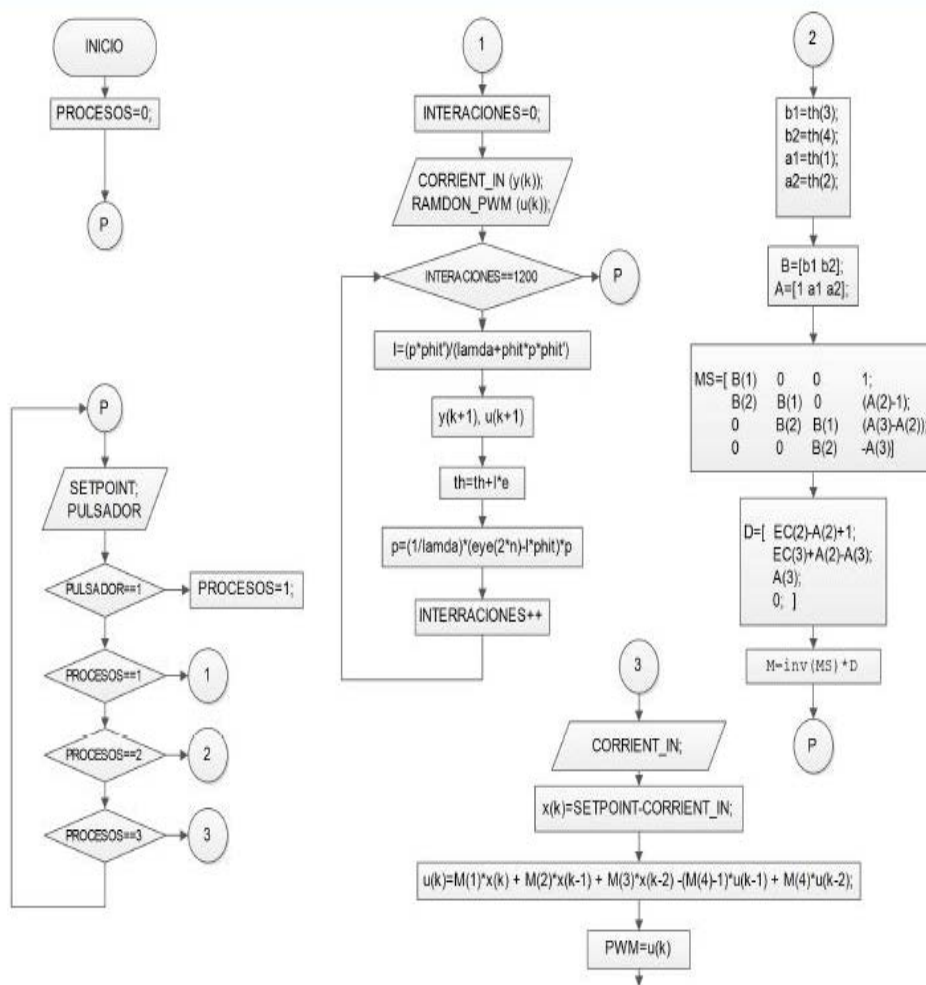 INICIO
PROCESOS=0;
P
P
SETPOINT;
PULSADOR
PULSADOR==1
PROCESOS=1;
PROCESOS==1
1
PROCESOS==2
2
PROCESOS==3
3
1
INTERACIONES=0;
CORRIENT_IN (y(k));
RAMDON_PWM (u(k));
INTERACIONES==1200
P
l=(p*phit')/(lamda+phit*p*phit')
y(k+1), u(k+1)
th=th+l*e
p=(1/lamda)*(eye(2*n)-l*phit)*p
INTERRACIONES++
2
b1=th(3);
b2=th(4);
a1=th(1);
a2=th(2);
B=[b1 b2];
A=[1 a1 a2];
MS=[ B(1) 0 0 1;
B(2) B(1) 0 (A(2)-1);
0 B(2) B(1) (A(3)-A(2));
0 0 B(2) -A(3)]
D=[ EC(2)-A(2)+1;
EC(3)+A(2)-A(3);
A(3);
0; ]
M=inv(MS)*D
P
3
CORRIENT_IN;
x(k)=SETPOINT-CORRIENT_IN;
u(k)=M(1)*x(k) + M(2)*x(k-1) + M(3)*x(k-2) -(M(4)-1)*u(k-1) + M(4)*u(k-2);
PWM=u(k)